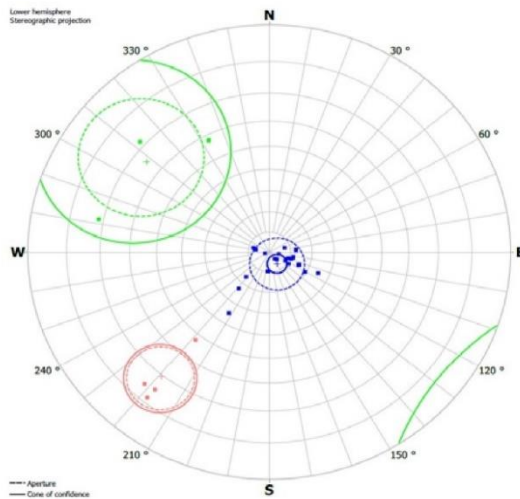 Lower hemisphere
Stereographic projection
N
330 °
30 °
300 °
60 °
W
E
240 °
120 °
210 °
150 °
S
Aperture
Cone of confidence